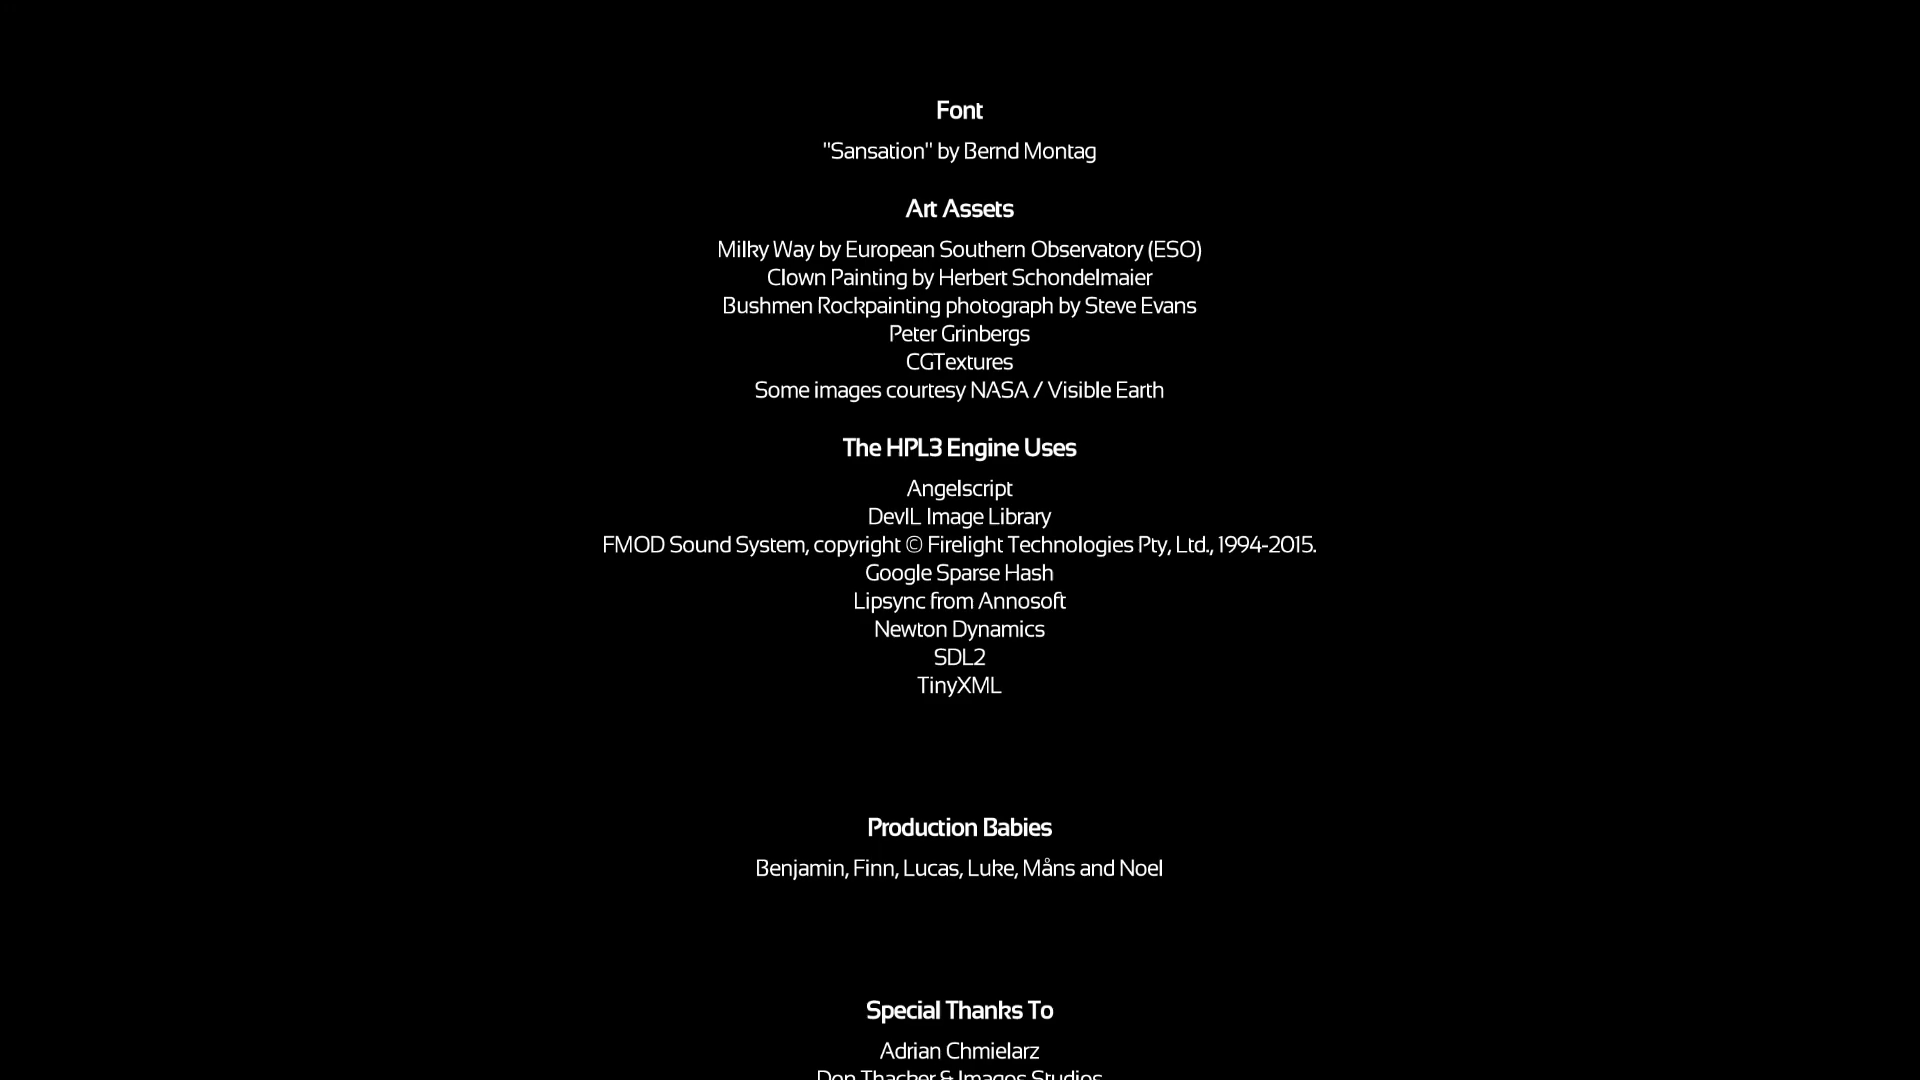 Font
"Sansation" by Bernd Montag
Art Assets
Milky Way by European Southern Observatory (ESO)
Clown Painting by Herbert Schondelmaier
Bushmen Rockpainting photograph by Steve Evans
Peter Grinbergs
CGTextures
Some images courtesy NASA / Visible Earth
The HPL3 Engine Uses
Angelscript
DevIL Image Library
FMOD Sound System, copyright © Firelight Technologies Pty, Ltd., 1994-2015.
Google Sparse Hash
Lipsync from Annosoft
Newton Dynamics
SDL2
TinyXML
Production Babies
Benjamin, Finn, Lucas, Luke, Måns and Noel
Special Thanks To
Adrian Chmielarz
Don Thacker & Imagos Studios